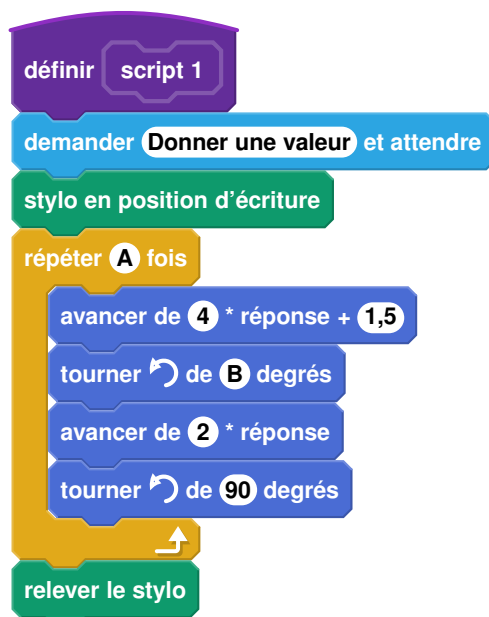 définir script 1
demander Donner une valeur et attendre
stylo en position d’écriture
répéter A fois
avancer de 4 * réponse + 1,5
tourner de B degrés
avancer de 2 * réponse
tourner de 90 degrés
relever le stylo